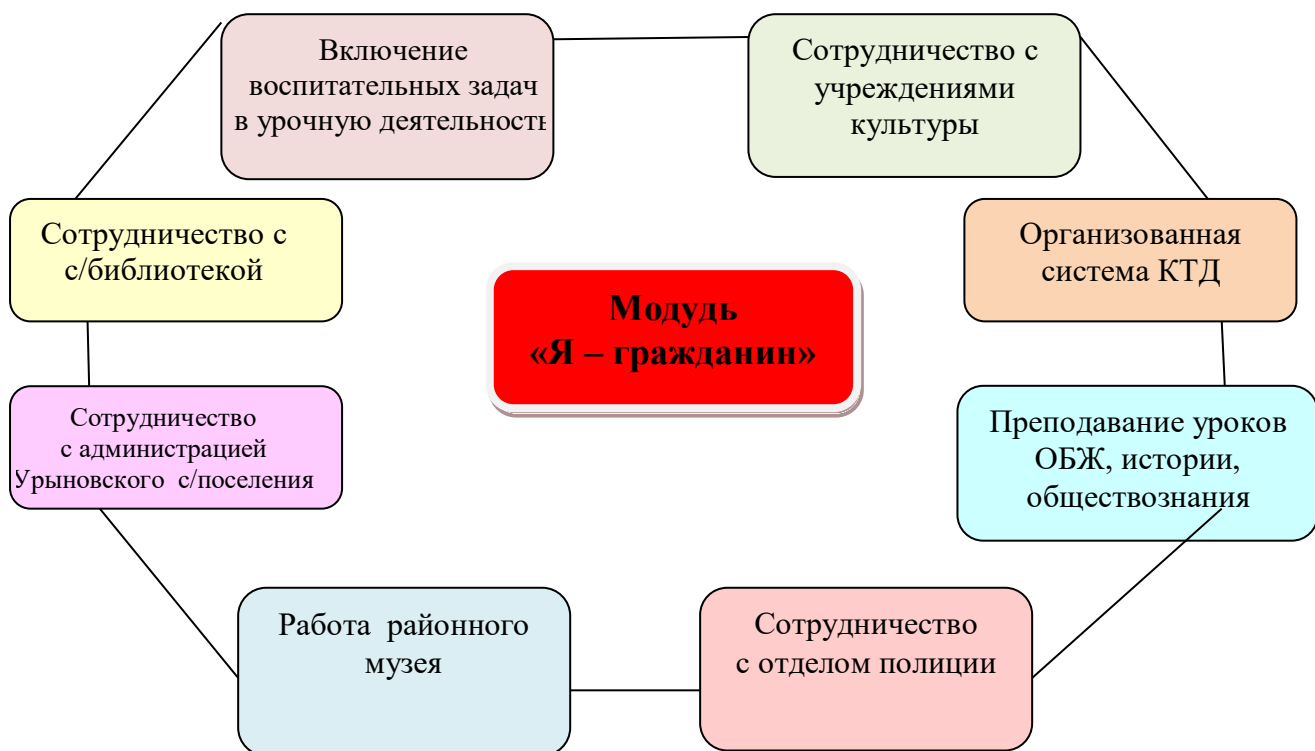 Включение
воспитательных задач
в урочную деятельность
Сотрудничество с
учреждениями
культуры
Сотрудничество с
с/библиотекой
Организованная
система КТД
Модудь
«Я – гражданин»
Сотрудничество
с администрацией
Урыновского с/поселения
Преподавание уроков
ОБЖ, истории,
обществознания
Работа районного
музея
Сотрудничество
с отделом полиции